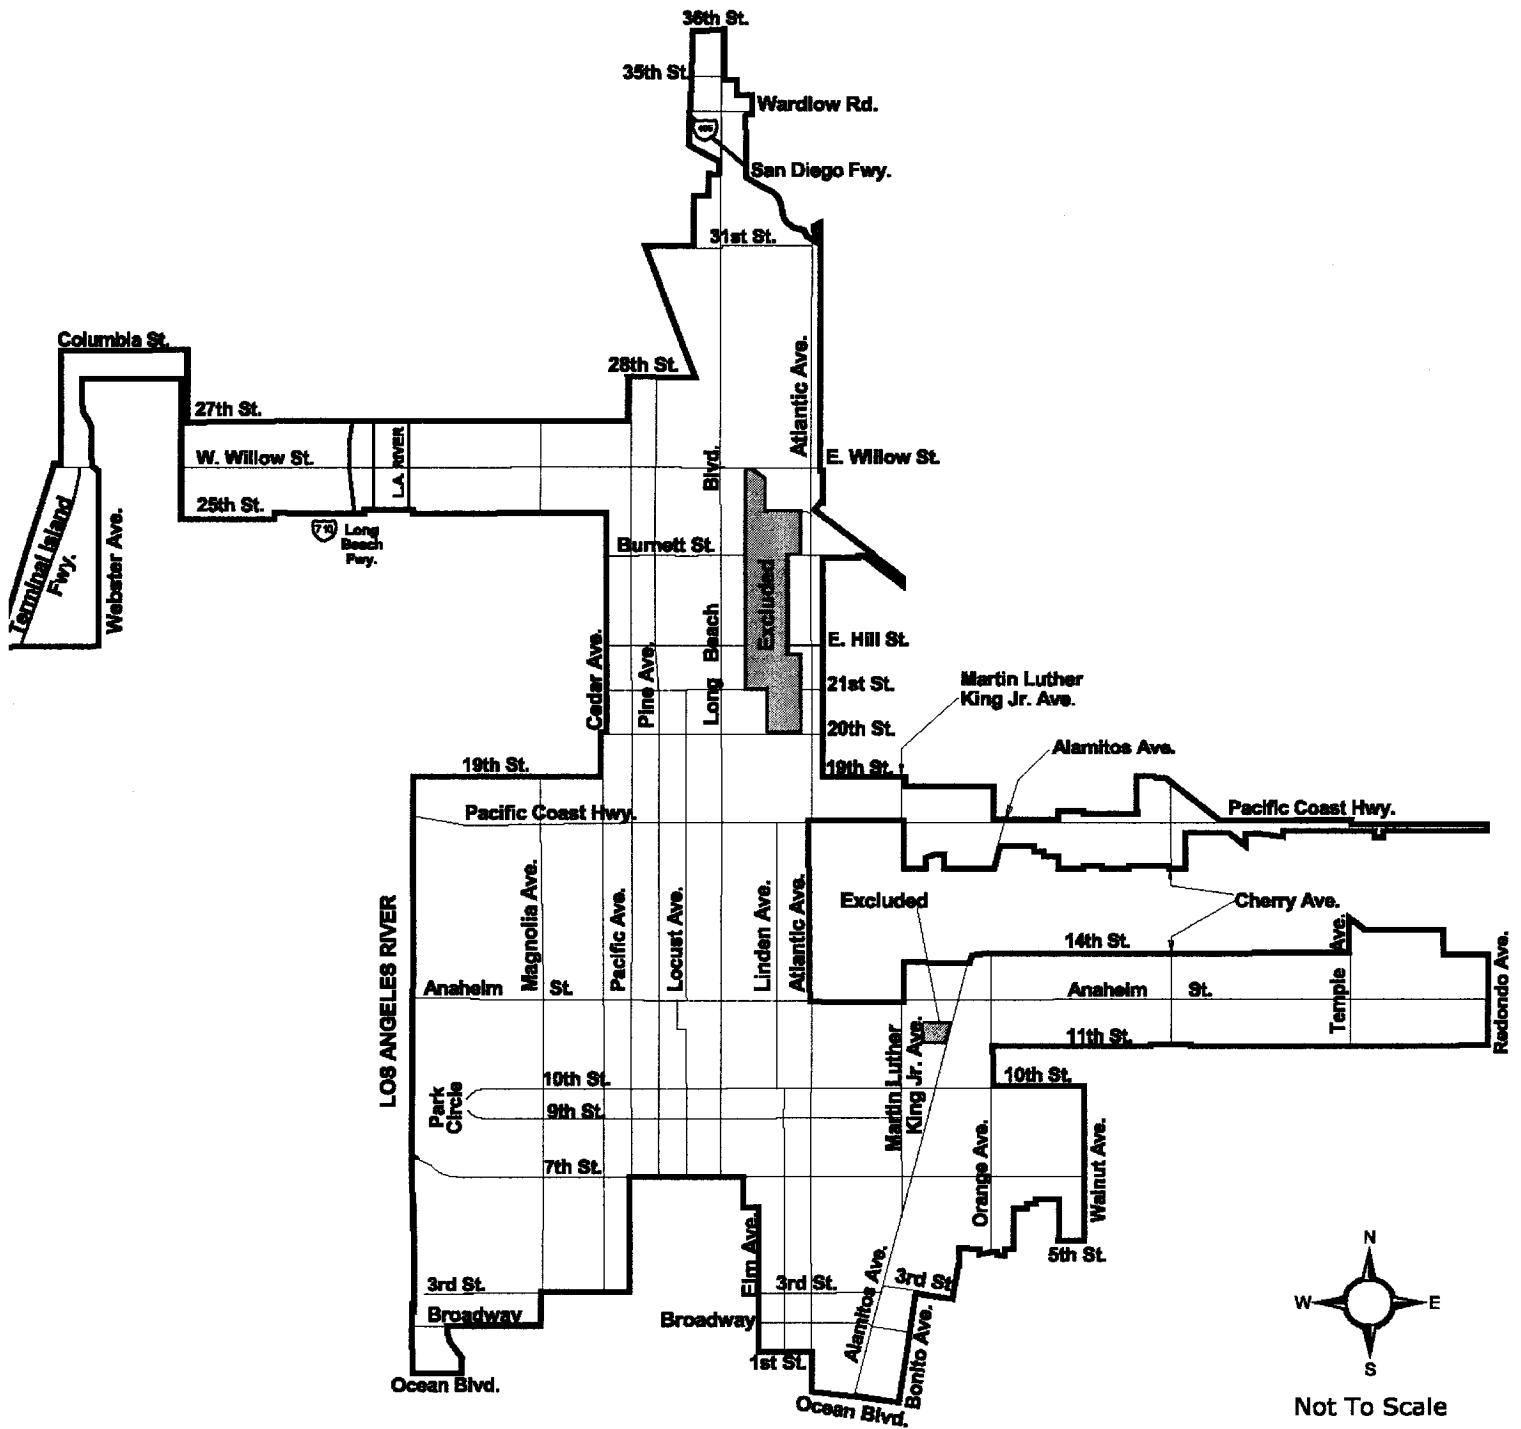 36th St.
35th St.
Wardlow Rd.
405
San Diego Fwy.
31st St.
Columbia St.
28th St.
Atlantic Ave.
27th St.
W. Willow St.
L.A. RIVER
Blvd.
E. Willow St.
25th St.
Terminal Island
Fwy.
Webster Ave.
710
Long
Beach
Fwy.
Burnett St.
Excluded
Beach
E. Hill St.
Cedar Ave.
Pine Ave.
Long
21st St.
20th St.
Martin Luther
King Jr. Ave.
Alamitos Ave.
19th St.
19th St.
Pacific Coast Hwy.
Pacific Coast Hwy.
Magnolia Ave.
Pacific Ave.
Locust Ave.
Linden Ave.
Atlantic Ave.
Excluded
Cherry Ave.
LOS ANGELES RIVER
14th St.
Temple Ave.
Redondo Ave.
Anaheim St.
Anaheim St.
Martin Luther
King Jr. Ave.
11th St.
Park
Circle
10th St.
10th St.
9th St.
7th St.
Orange Ave.
Walnut Ave.
Elm Ave.
5th St.
3rd St.
3rd St.
3rd St.
Alamitos Ave.
Broadway
Broadway
Bonito Ave.
1st St.
Ocean Blvd.
Ocean Blvd.
N
W
E
S
Not To Scale